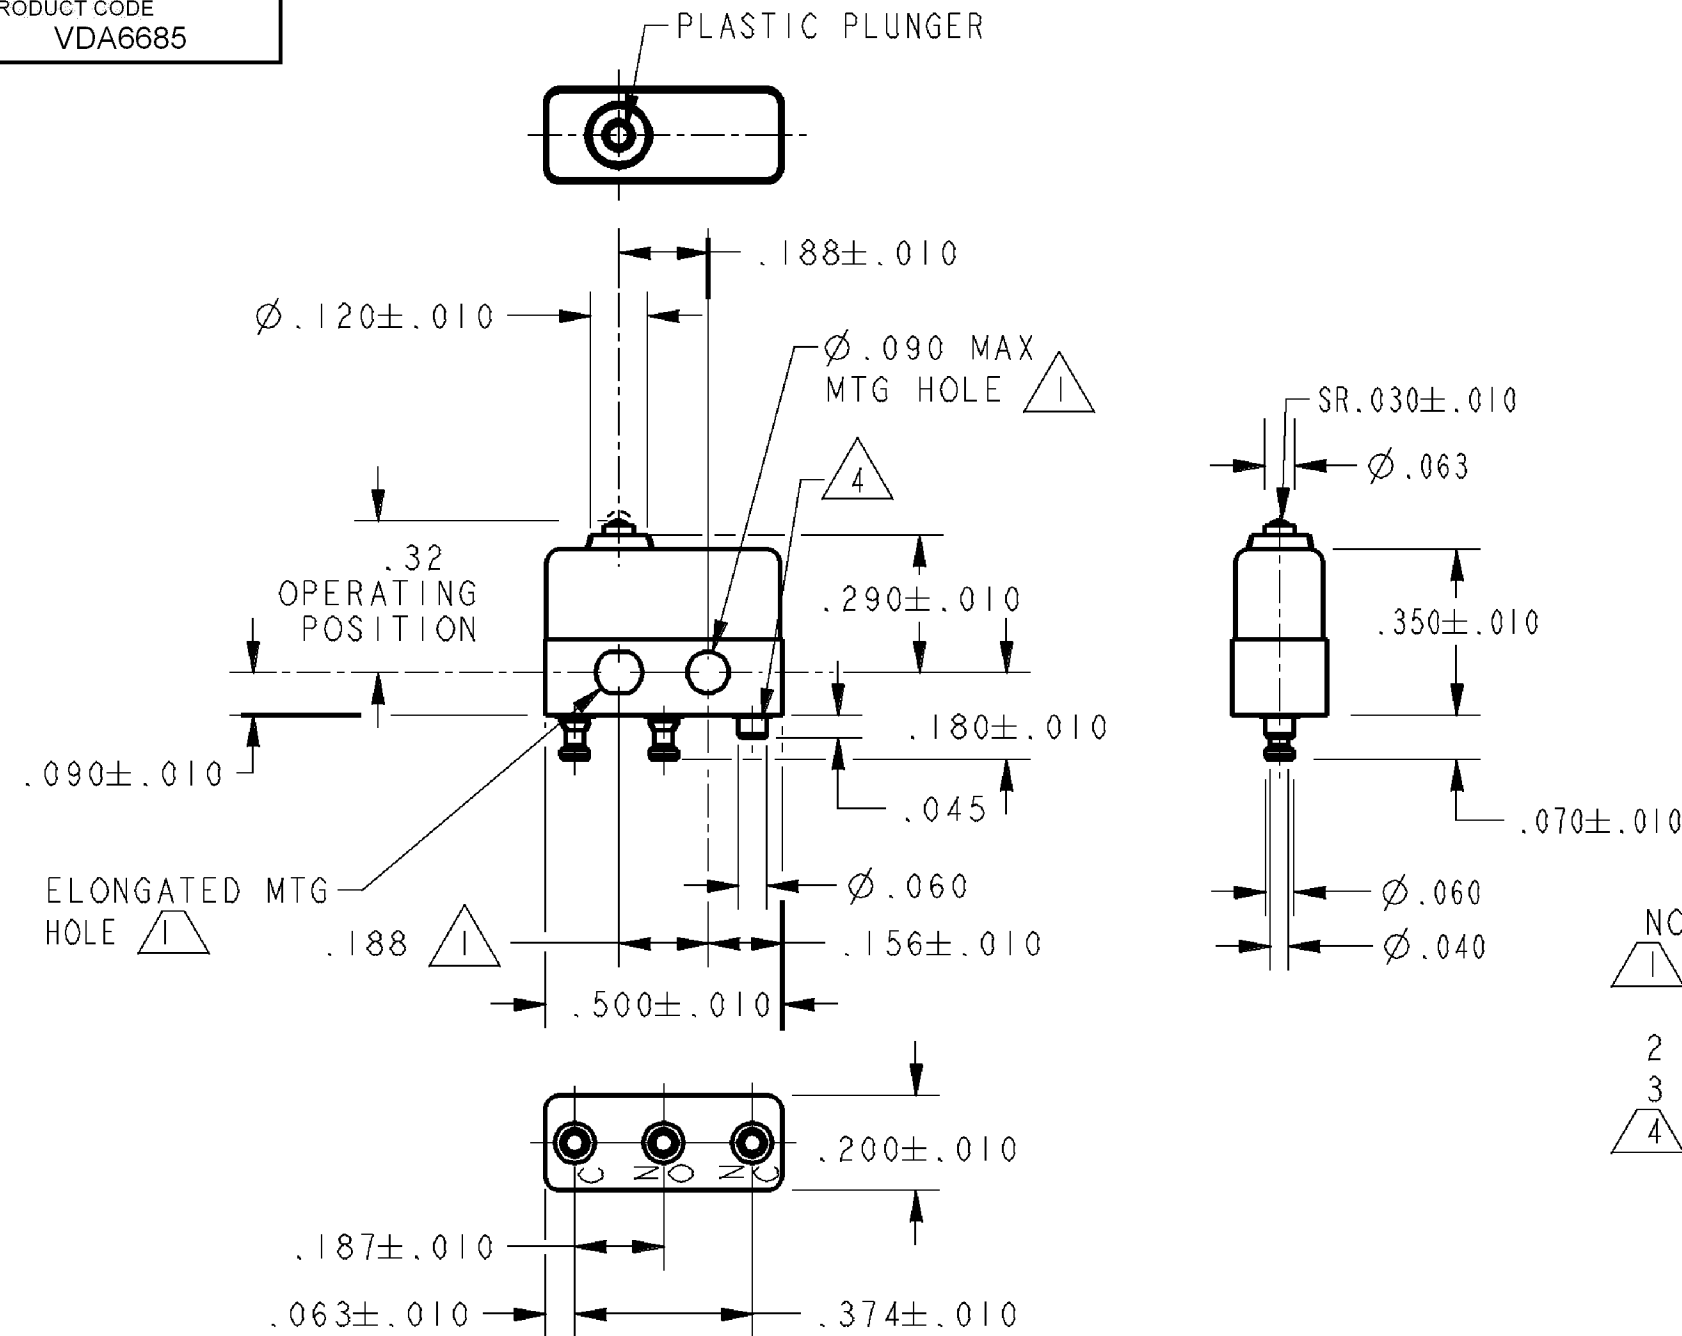 RODUCT CODE
VDA6685
PLASTIC PLUNGER
.188±.010
Ø.120±.010
Ø.090 MAX
MTG HOLE 1
4
SR.030±.010
Ø.063
.32
OPERATING
POSITION
.290±.010
.350±.010
.180±.010
.090±.010
.045
.070±.010
ELONGATED MTG
HOLE 1
Ø.060
Ø.060
.188 1
.156±.010
Ø.040
NO
1
.500±.010
2
3
4
.200±.010
C NO NC
.187±.010
.063±.010
.374±.010